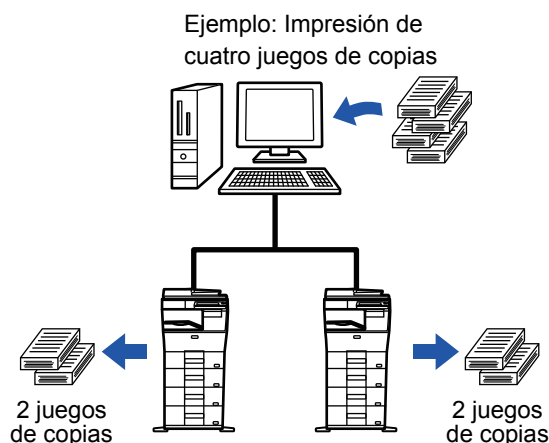 Ejemplo: Impresión de
cuatro juegos de copias
2 juegos
de copias
2 juegos
de copias